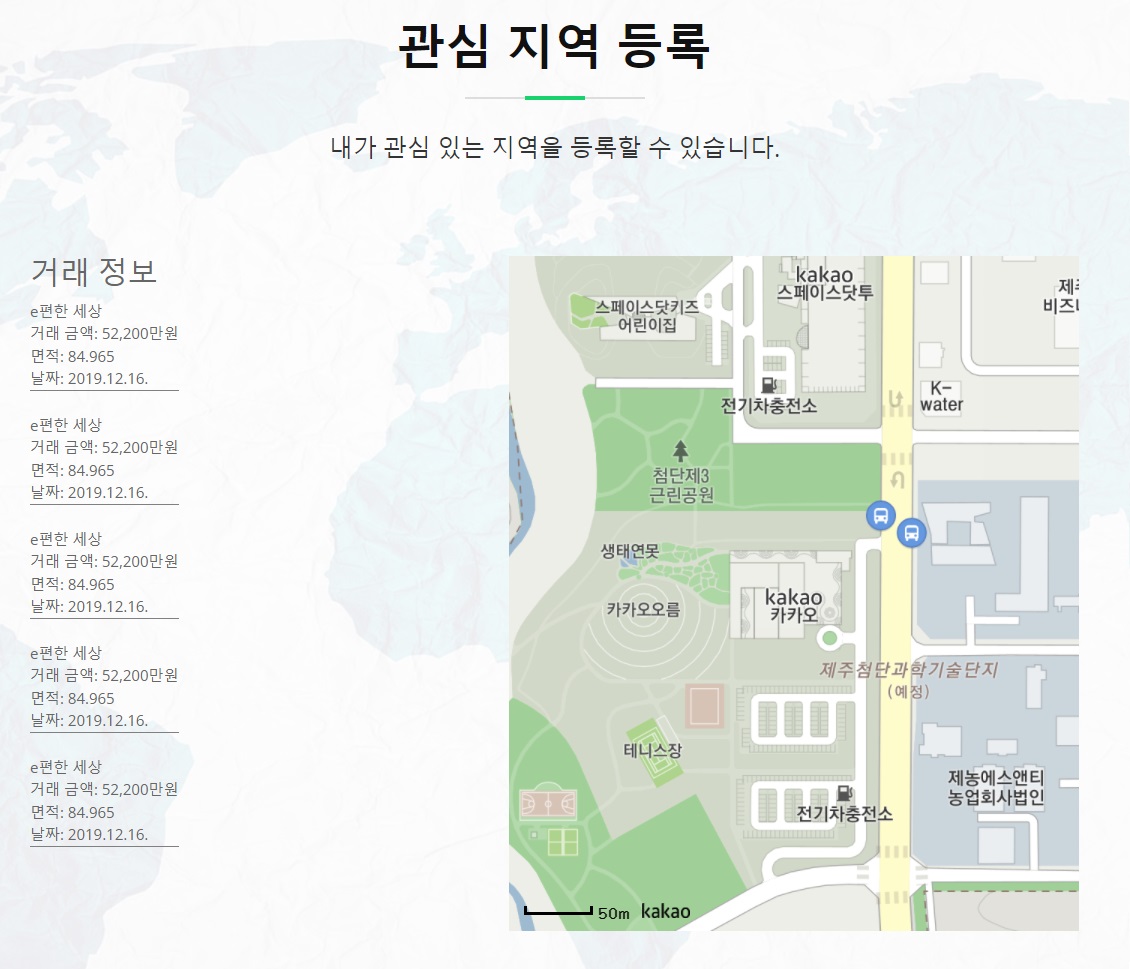 관심 지역 등록
내가 관심 있는 지역을 등록할 수 있습니다.
거래 정보
e편한 세상
거래 금액: 52,200만원
면적: 84.965
날짜: 2019.12.16.
e편한 세상
거래 금액: 52,200만원
면적: 84.965
날짜: 2019.12.16.
e편한 세상
거래 금액: 52,200만원
면적: 84.965
날짜: 2019.12.16.
e편한 세상
거래 금액: 52,200만원
면적: 84.965
날짜: 2019.12.16.
e편한 세상
거래 금액: 52,200만원
면적: 84.965
날짜: 2019.12.16.
kakao
스페이스닷투
스페이스닷키즈
어린이집
비즈니
전기차충전소
K-
water
첨단제3
근린공원
생태연못
카카오오름
kakao
카카오
제주첨단과학기술단지
(예정)
테니스장
제농에스앤티
농업회사법인
전기차충전소
50m
kakao